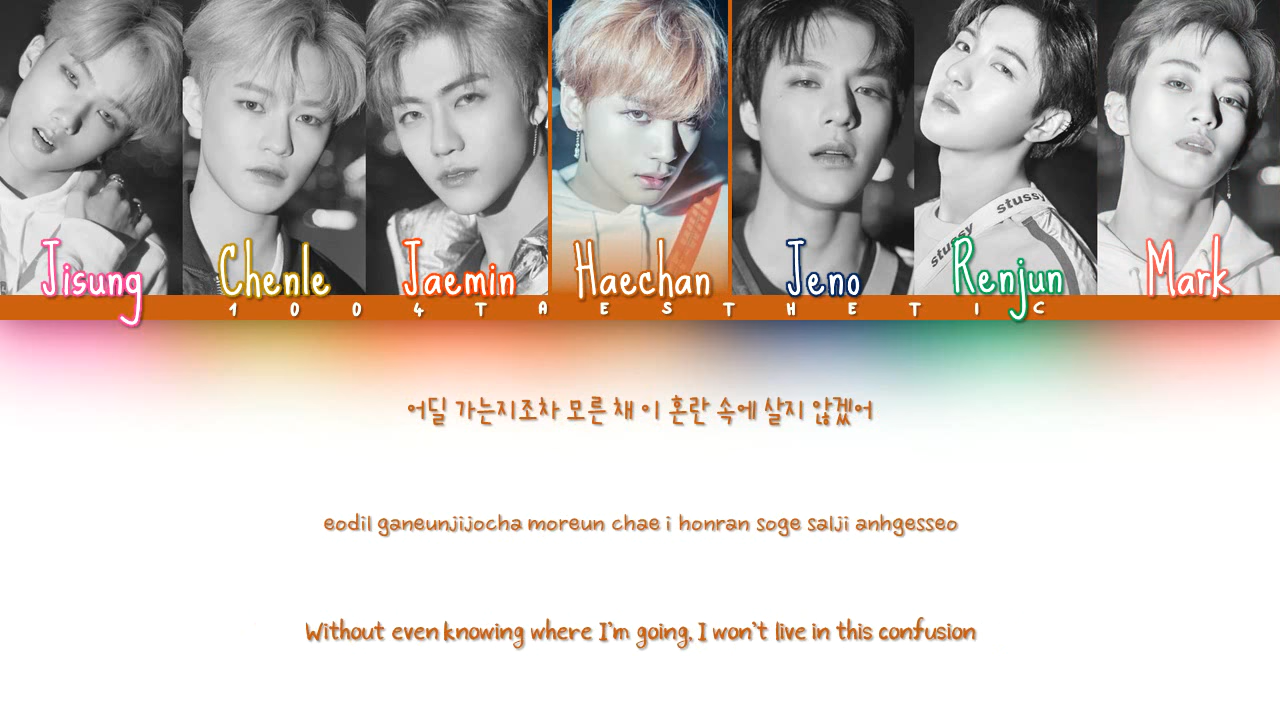 stussy
stussy
Jisung Chenle Jaemin Haechan Jeno Renjun Mark
1004TAESTHETIC
어딜 가는지조차 모른 채 이 혼란 속에 살지 않겠어
eodil ganeunjijocha moreun chae i honran soge salji anhgesseo
Without even knowing where I'm going, I won't live in this confusion